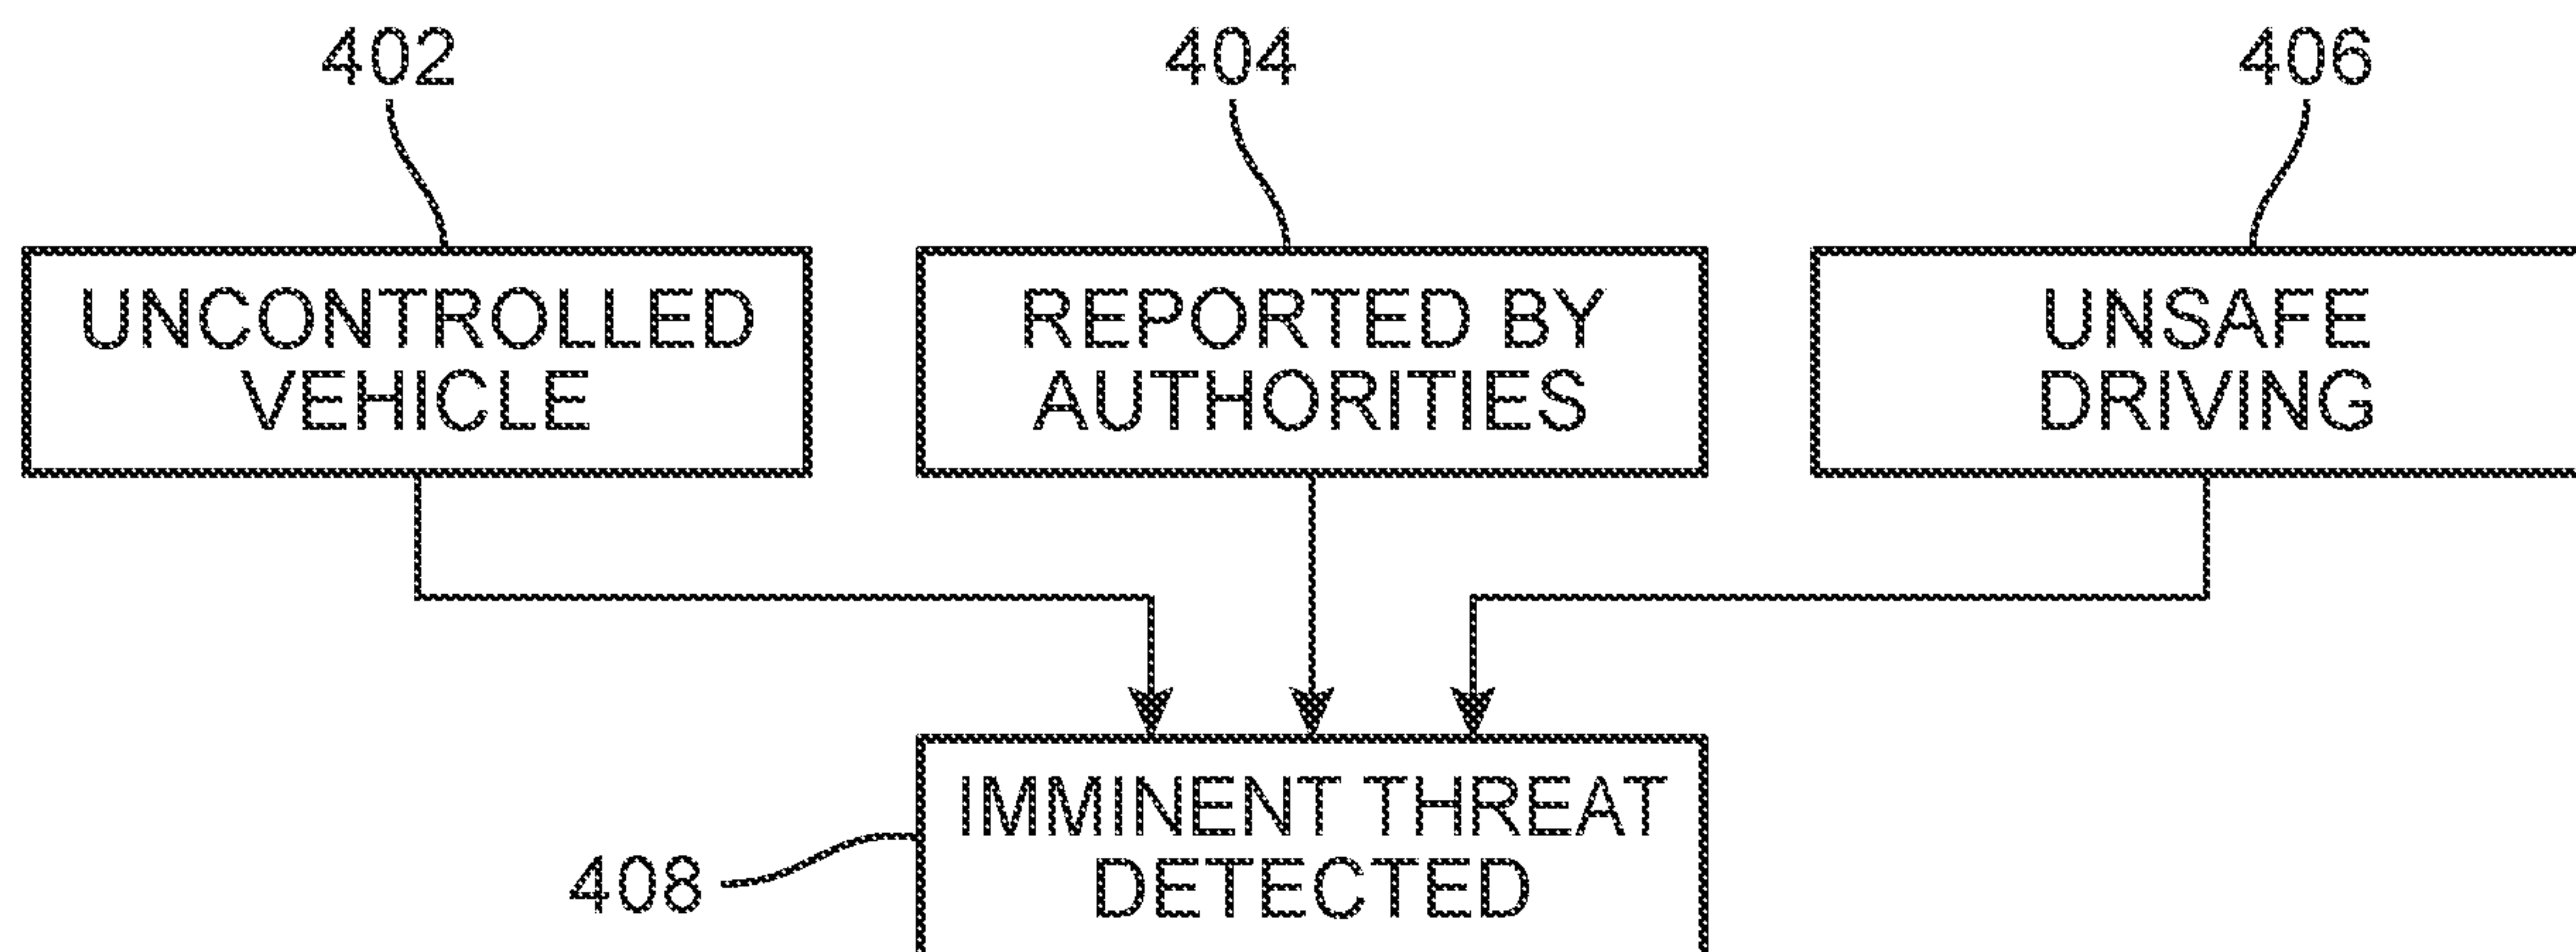 402
404
406
UNCONTROLLED
VEHICLE
REPORTED BY
AUTHORITIES
UNSAFE
DRIVING
IMMINENT THREAT
DETECTED
408